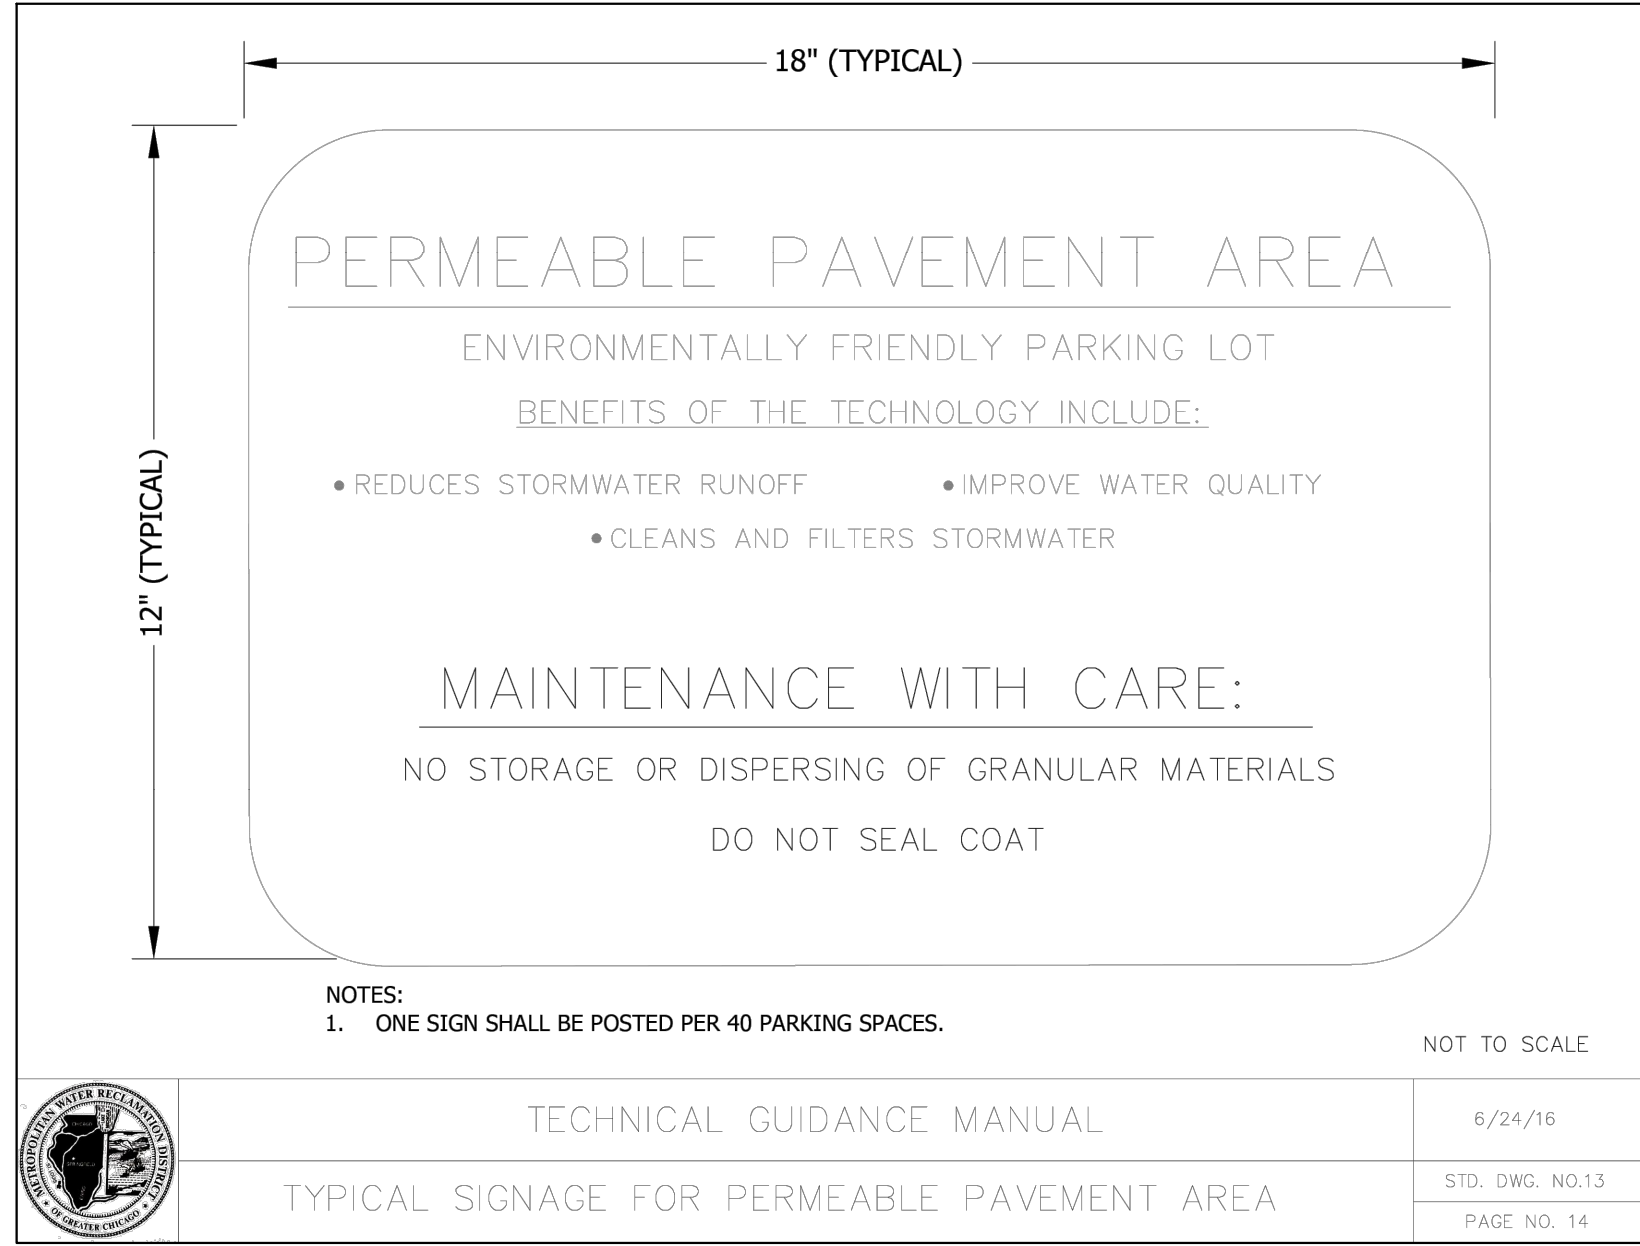 18" (TYPICAL)
12" (TYPICAL)
PERMEABLE PAVEMENT AREA
ENVIRONMENTALLY FRIENDLY PARKING LOT
BENEFITS OF THE TECHNOLOGY INCLUDE:
• REDUCES STORMWATER RUNOFF • IMPROVE WATER QUALITY
• CLEANS AND FILTERS STORMWATER
MAINTENANCE WITH CARE:
NO STORAGE OR DISPERSING OF GRANULAR MATERIALS
DO NOT SEAL COAT
NOTES:
1. ONE SIGN SHALL BE POSTED PER 40 PARKING SPACES.
NOT TO SCALE
METROPOLITAN WATER RECLAMATION DISTRICT
OF GREATER CHICAGO
CHICAGO
SPRINGFIELD
TECHNICAL GUIDANCE MANUAL
6/24/16
TYPICAL SIGNAGE FOR PERMEABLE PAVEMENT AREA
STD. DWG. NO.13
PAGE NO. 14